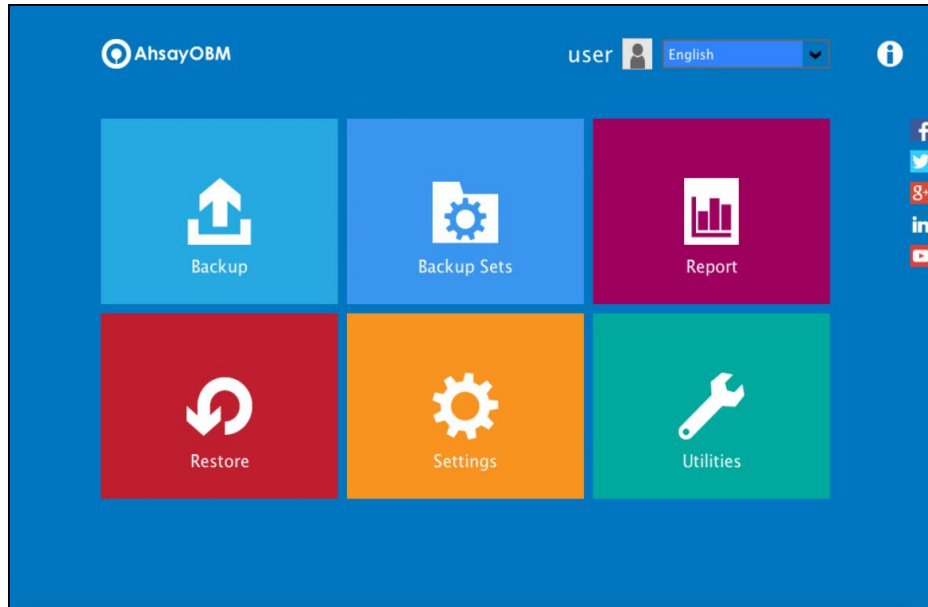 AhsayOBM
user English
Backup Backup Sets Report
Restore Settings Utilities